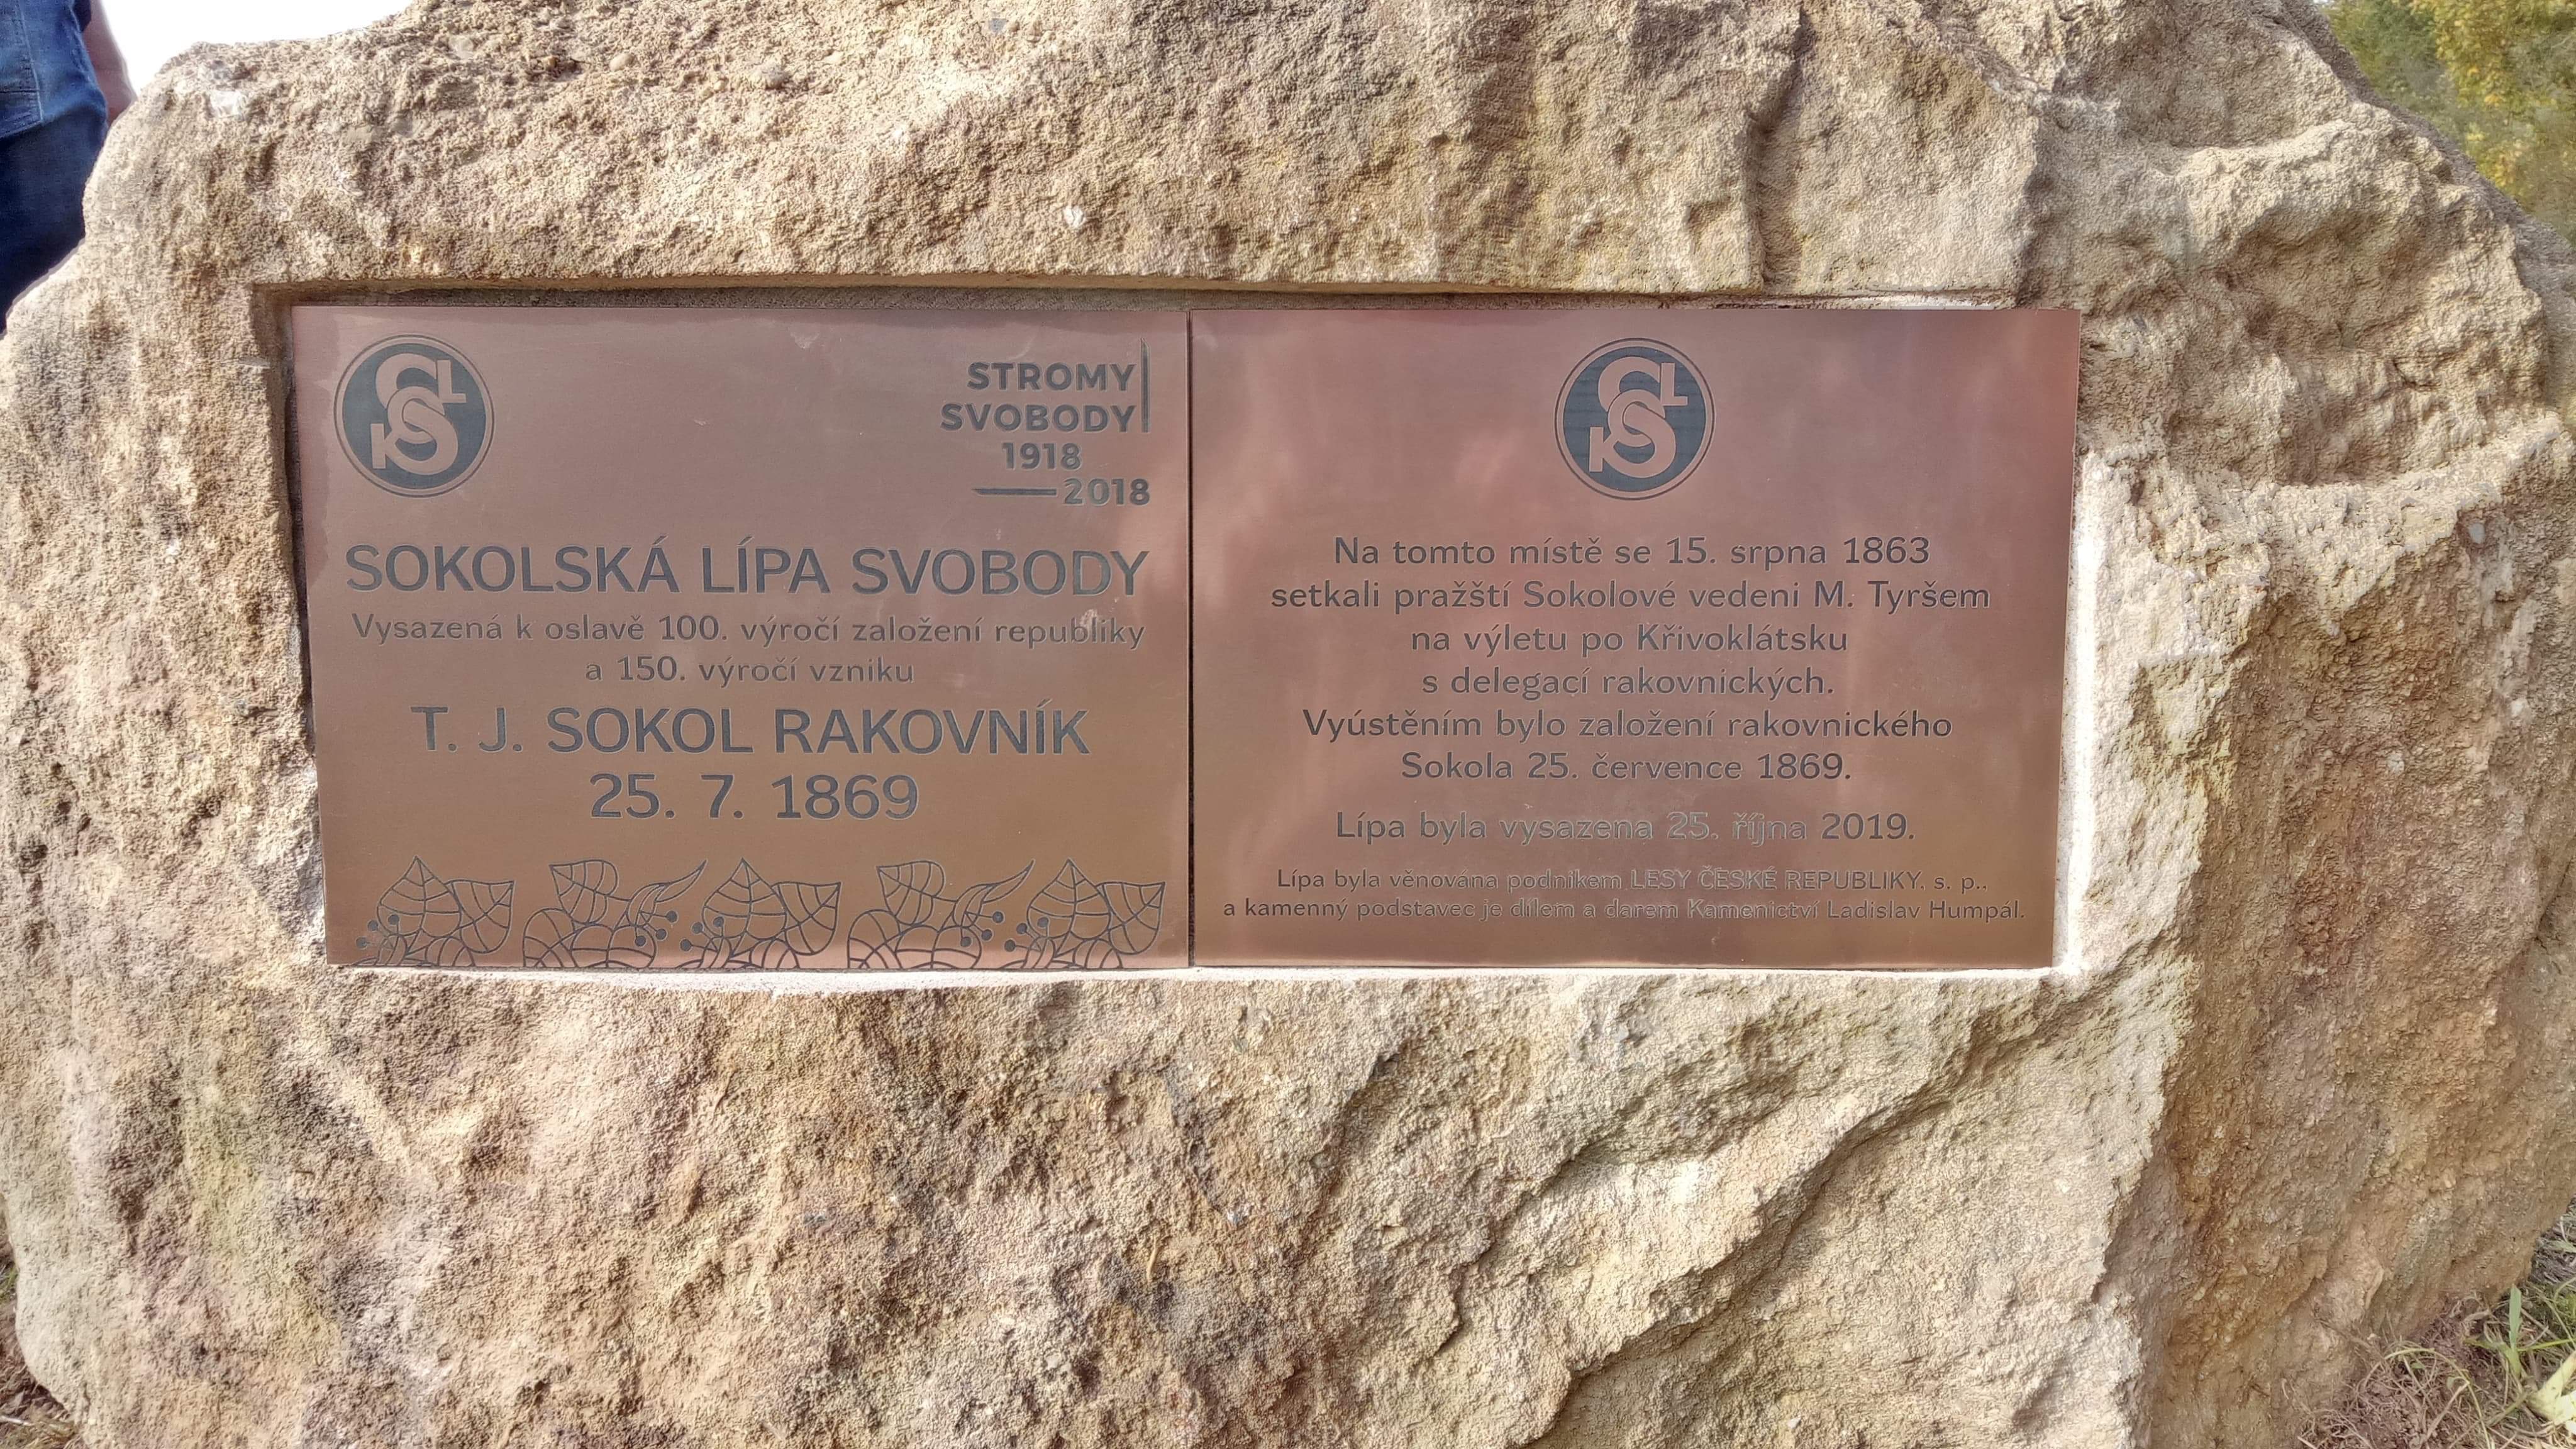 STROMY
SVOBODY
1918
2018
SOKOLSKÁ LÍPA SVOBODY
Vysazená k oslavě 100. výročí založení republiky
a 150. výročí vzniku
T. J. SOKOL RAKOVNÍK
25. 7. 1869
SOKOL
Na tomto místě se 15. srpna 1863
setkali pražští Sokolové vedeni M. Tyršem
na výletu po Křivoklátsku
s delegací rakovnických.
Vyústěním bylo založení rakovnického
Sokola 25. července 1869.
Lípa byla vysazena 25. října 2019.
Lípa byla věnována podnikem LESY ČESKÉ REPUBLIKY, s. p.,
a kamenný podstavec je dílem a darem Kamenictví Ladislav Humpál.